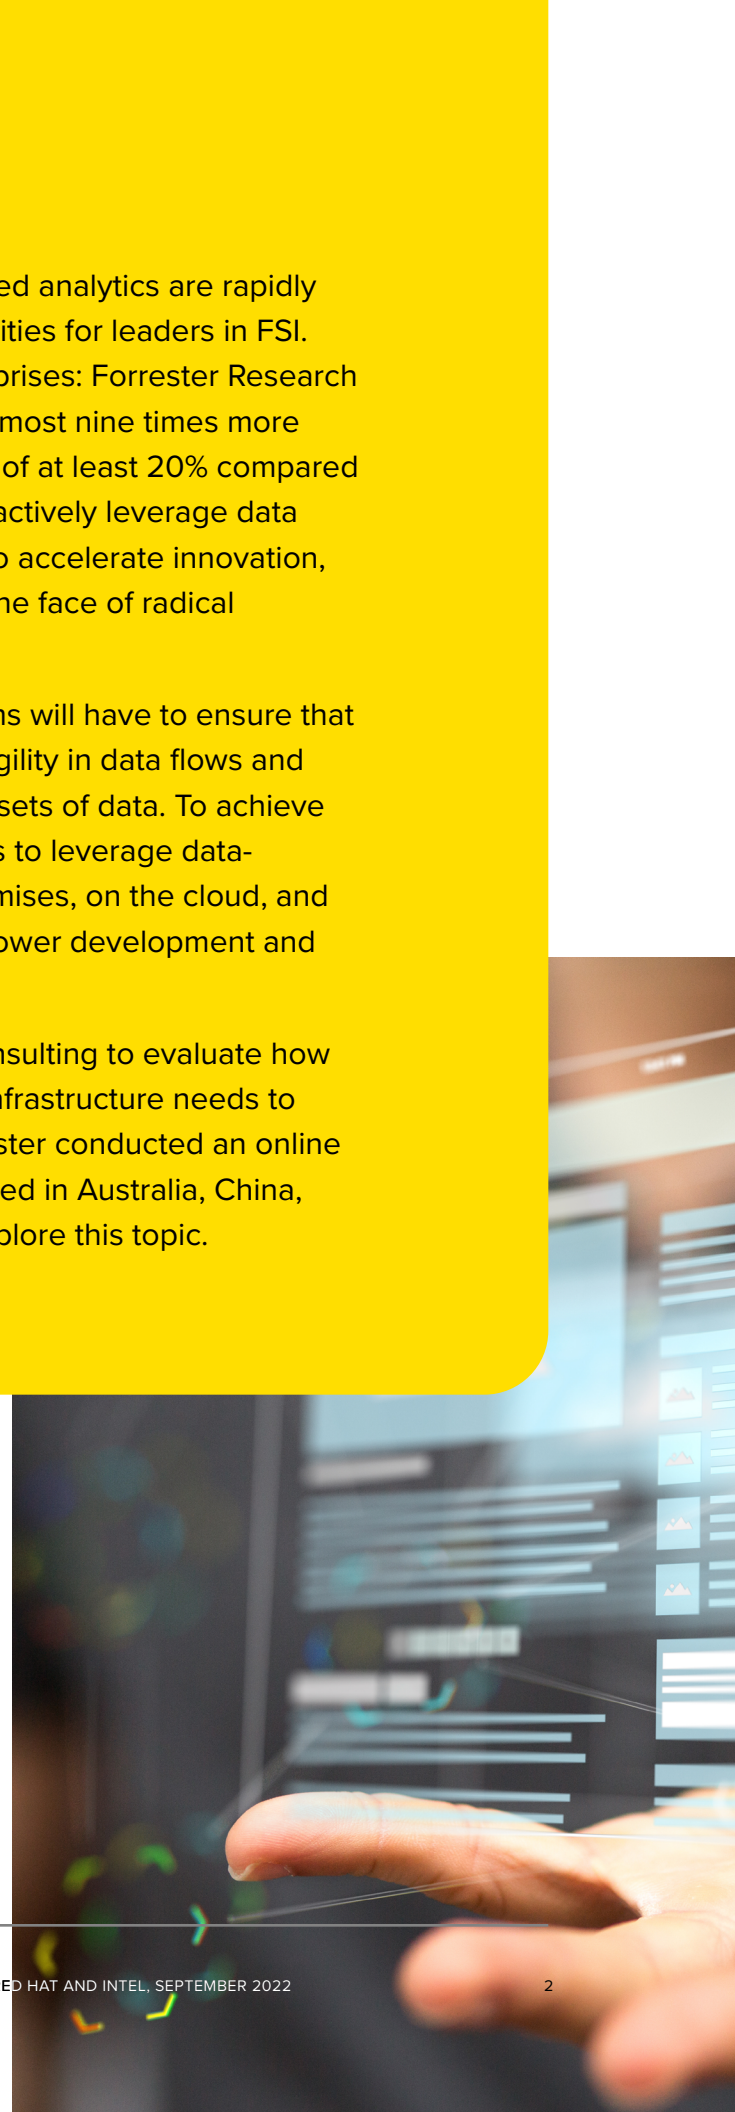 ed analytics are rapidly
ities for leaders in FSI.
prises: Forrester Research
most nine times more
of at least 20% compared
actively leverage data
o accelerate innovation,
he face of radical
ns will have to ensure that
gility in data flows and
sets of data. To achieve
s to leverage data-
mises, on the cloud, and
ower development and
nsulting to evaluate how
nfrastructure needs to
ster conducted an online
ed in Australia, China,
plore this topic.
ED HAT AND INTEL, SEPTEMBER 2022
2